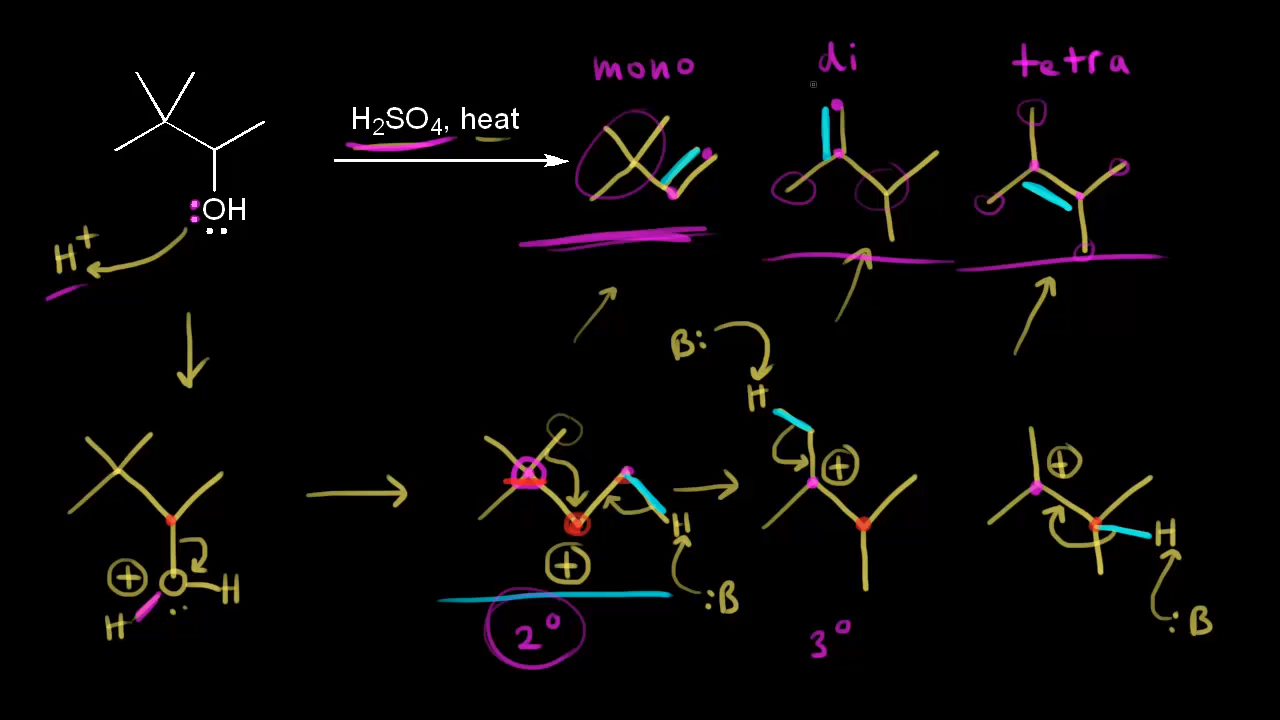 mono di tetra
H₂SO₄, heat
:OH
H+
B:
H
+ +
+ H
H
H
+
:B
2° 3°
+ H
H :B